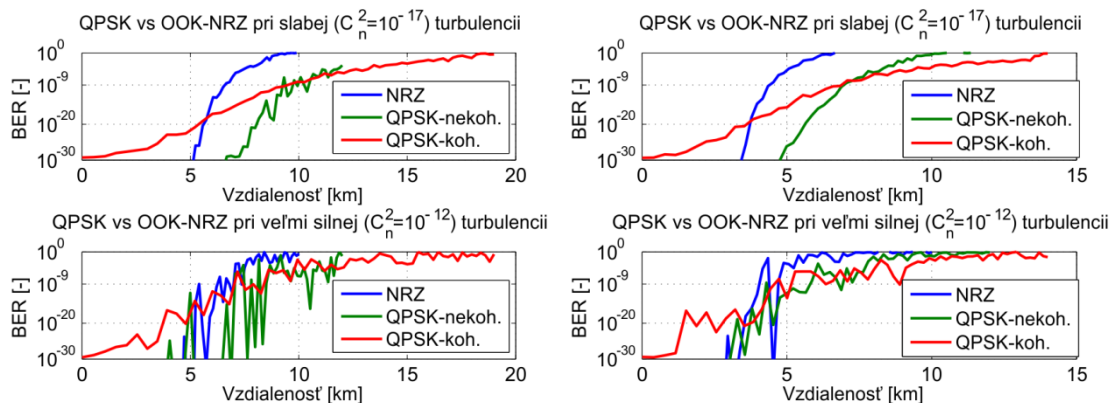 QPSK vs OOK-NRZ pri slabej (C_n^2=10^-17) turbulencii
10^0
10^-9
10^-20
10^-30
BER [-]
NRZ
QPSK-nekoh.
QPSK-koh.
0 5 10 15 20
Vzdialenosť [km]
QPSK vs OOK-NRZ pri slabej (C_n^2=10^-17) turbulencii
10^0
10^-9
10^-20
10^-30
BER [-]
NRZ
QPSK-nekoh.
QPSK-koh.
0 5 10 15
Vzdialenosť [km]
QPSK vs OOK-NRZ pri veľmi silnej (C_n^2=10^-12) turbulencii
10^0
10^-9
10^-20
10^-30
BER [-]
NRZ
QPSK-nekoh.
QPSK-koh.
0 5 10 15 20
Vzdialenosť [km]
QPSK vs OOK-NRZ pri veľmi silnej (C_n^2=10^-12) turbulencii
10^0
10^-9
10^-20
10^-30
BER [-]
NRZ
QPSK-nekoh.
QPSK-koh.
0 5 10 15
Vzdialenosť [km]